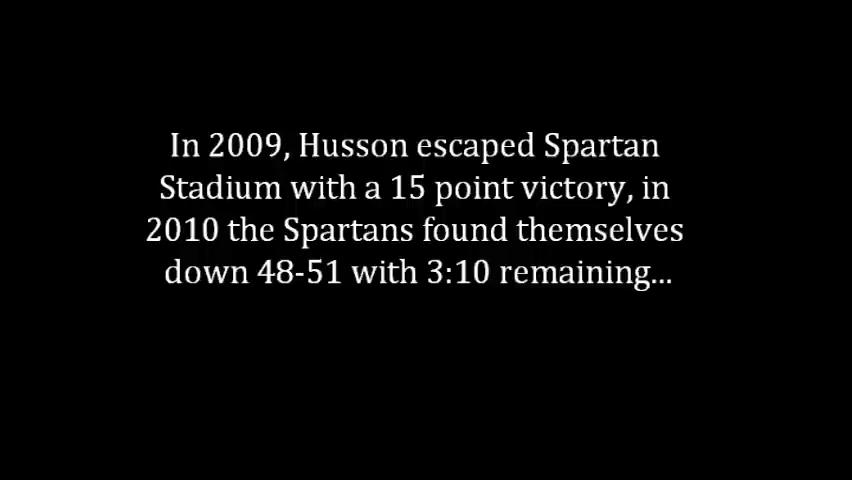 In 2009, Husson escaped Spartan
Stadium with a 15 point victory, in
2010 the Spartans found themselves
down 48-51 with 3:10 remaining...